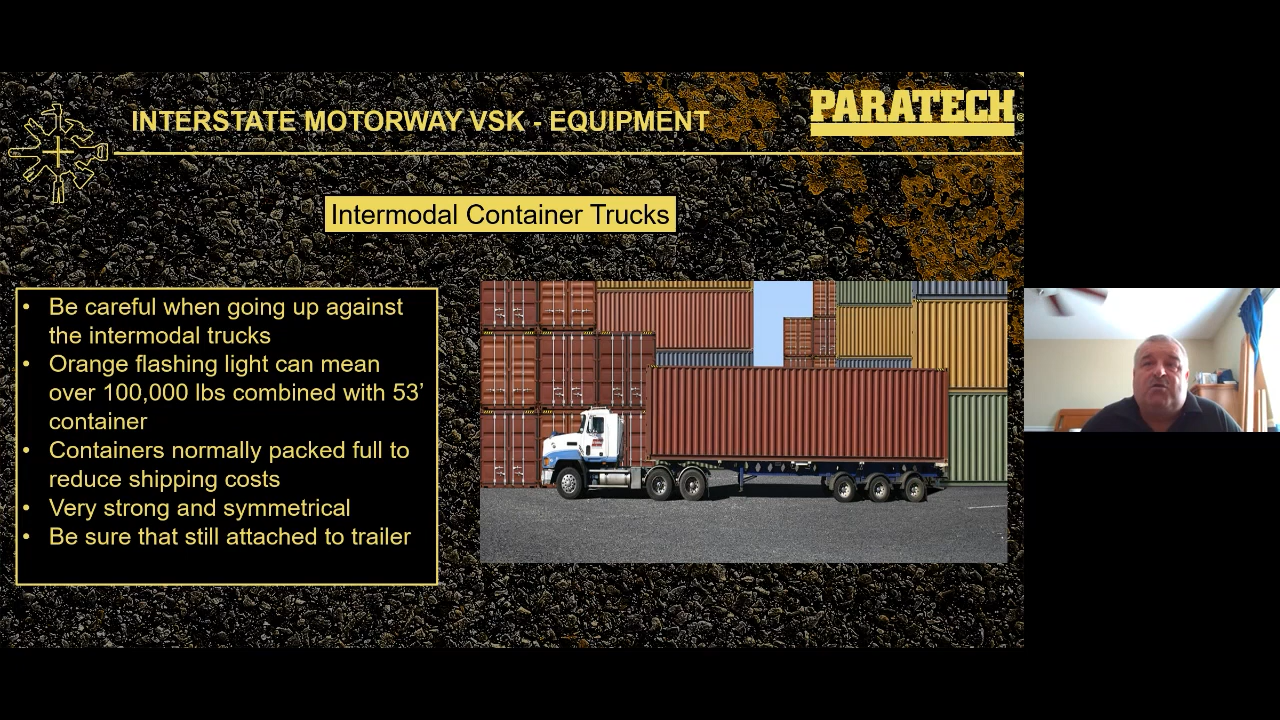 INTERSTATE MOTORWAY VSK - EQUIPMENT
PARATECH®
Intermodal Container Trucks
• Be careful when going up against
the intermodal trucks
• Orange flashing light can mean
over 100,000 lbs combined with 53’
container
• Containers normally packed full to
reduce shipping costs
• Very strong and symmetrical
• Be sure that still attached to trailer